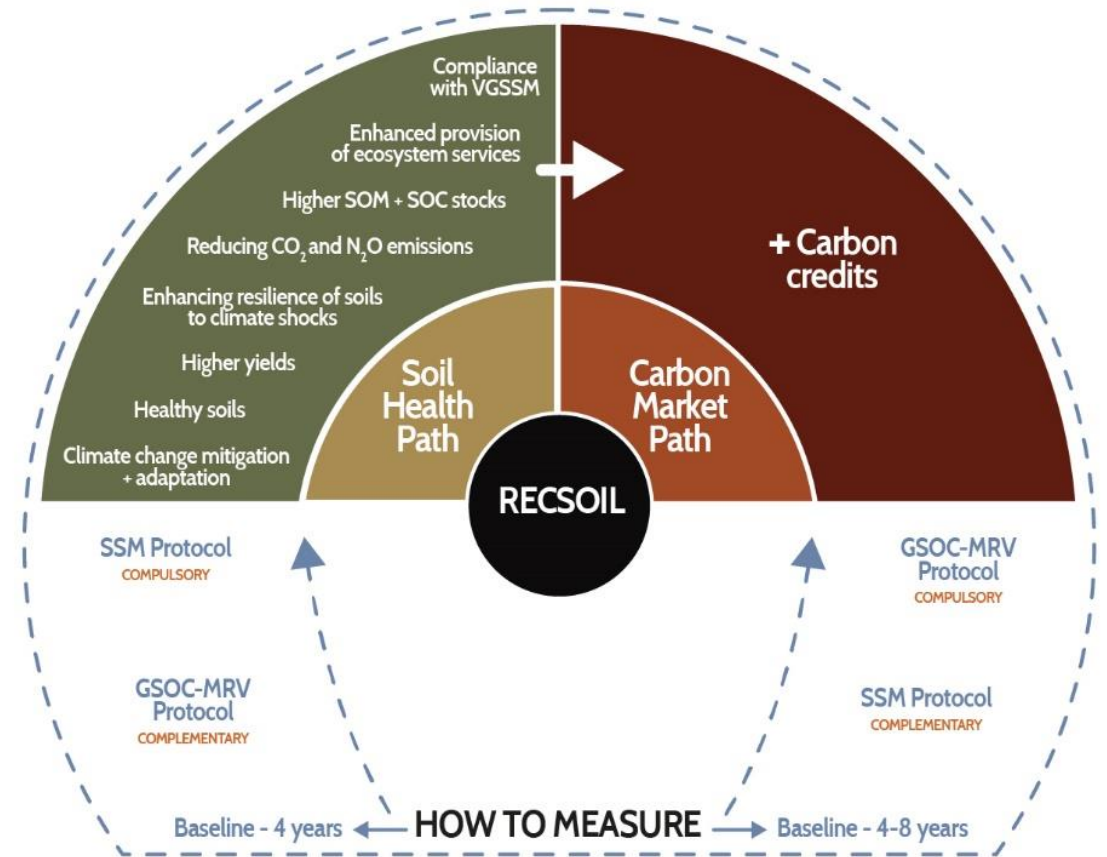 Compliance
with VGSSM
Enhanced provision
of ecosystem services
Higher SOM + SOC stocks
Reducing CO₂ and N₂O emissions
Enhancing resilience of soils
to climate shocks
Higher yields
Healthy soils
Climate change mitigation
+ adaptation
Soil
Health
Path
Carbon
Market
Path
+ Carbon
credits
RECSOIL
SSM Protocol
COMPULSORY
GSOC-MRV
Protocol
COMPLEMENTARY
GSOC-MRV
Protocol
COMPULSORY
SSM Protocol
COMPLEMENTARY
Baseline - 4 years
HOW TO MEASURE
Baseline - 4-8 years